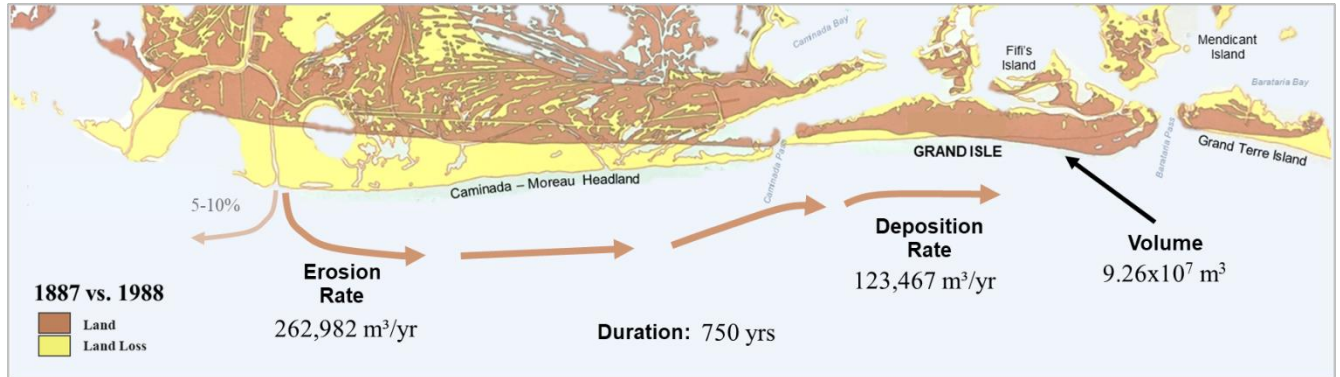 Caminada Bay
Fifi's
Island
Mendicant
Island
Barataria Bay
GRAND ISLE
Grand Terre Island
Caminada Pass
Barataria Pass
Caminada – Moreau Headland
5-10%
Erosion
Rate
262,982 m³/yr
Deposition
Rate
123,467 m³/yr
Volume
9.26x10⁷ m³
Duration: 750 yrs
1887 vs. 1988
Land
Land Loss